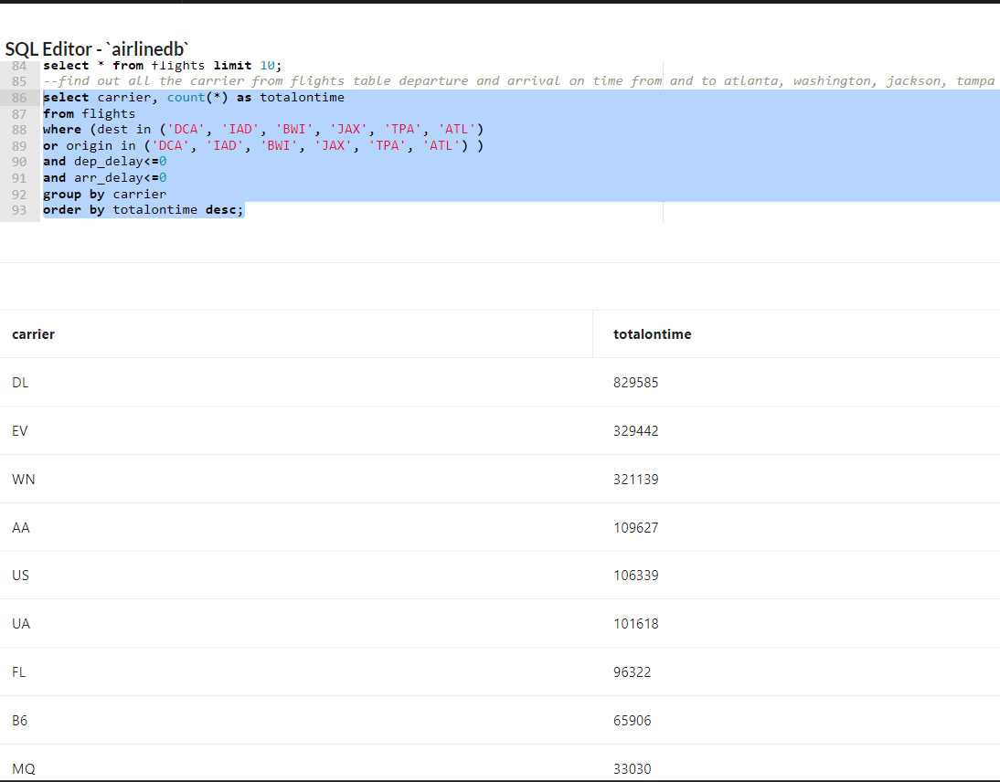 SQL Editor - `airlinedb`
84 select * from flights limit 10;
85 --find out all the carrier from flights table departure and arrival on time from and to atlanta, washington, jackson, tampa
86 select carrier, count(*) as totalontime
87 from flights
88 where (dest in ('DCA', 'IAD', 'BWI', 'JAX', 'TPA', 'ATL')
89 or origin in ('DCA', 'IAD', 'BWI', 'JAX', 'TPA', 'ATL') )
90 and dep_delay<=0
91 and arr_delay<=0
92 group by carrier
93 order by totalontime desc;
carrier totalontime
DL 829585
EV 329442
WN 321139
AA 109627
US 106339
UA 101618
FL 96322
B6 65906
MQ 33030